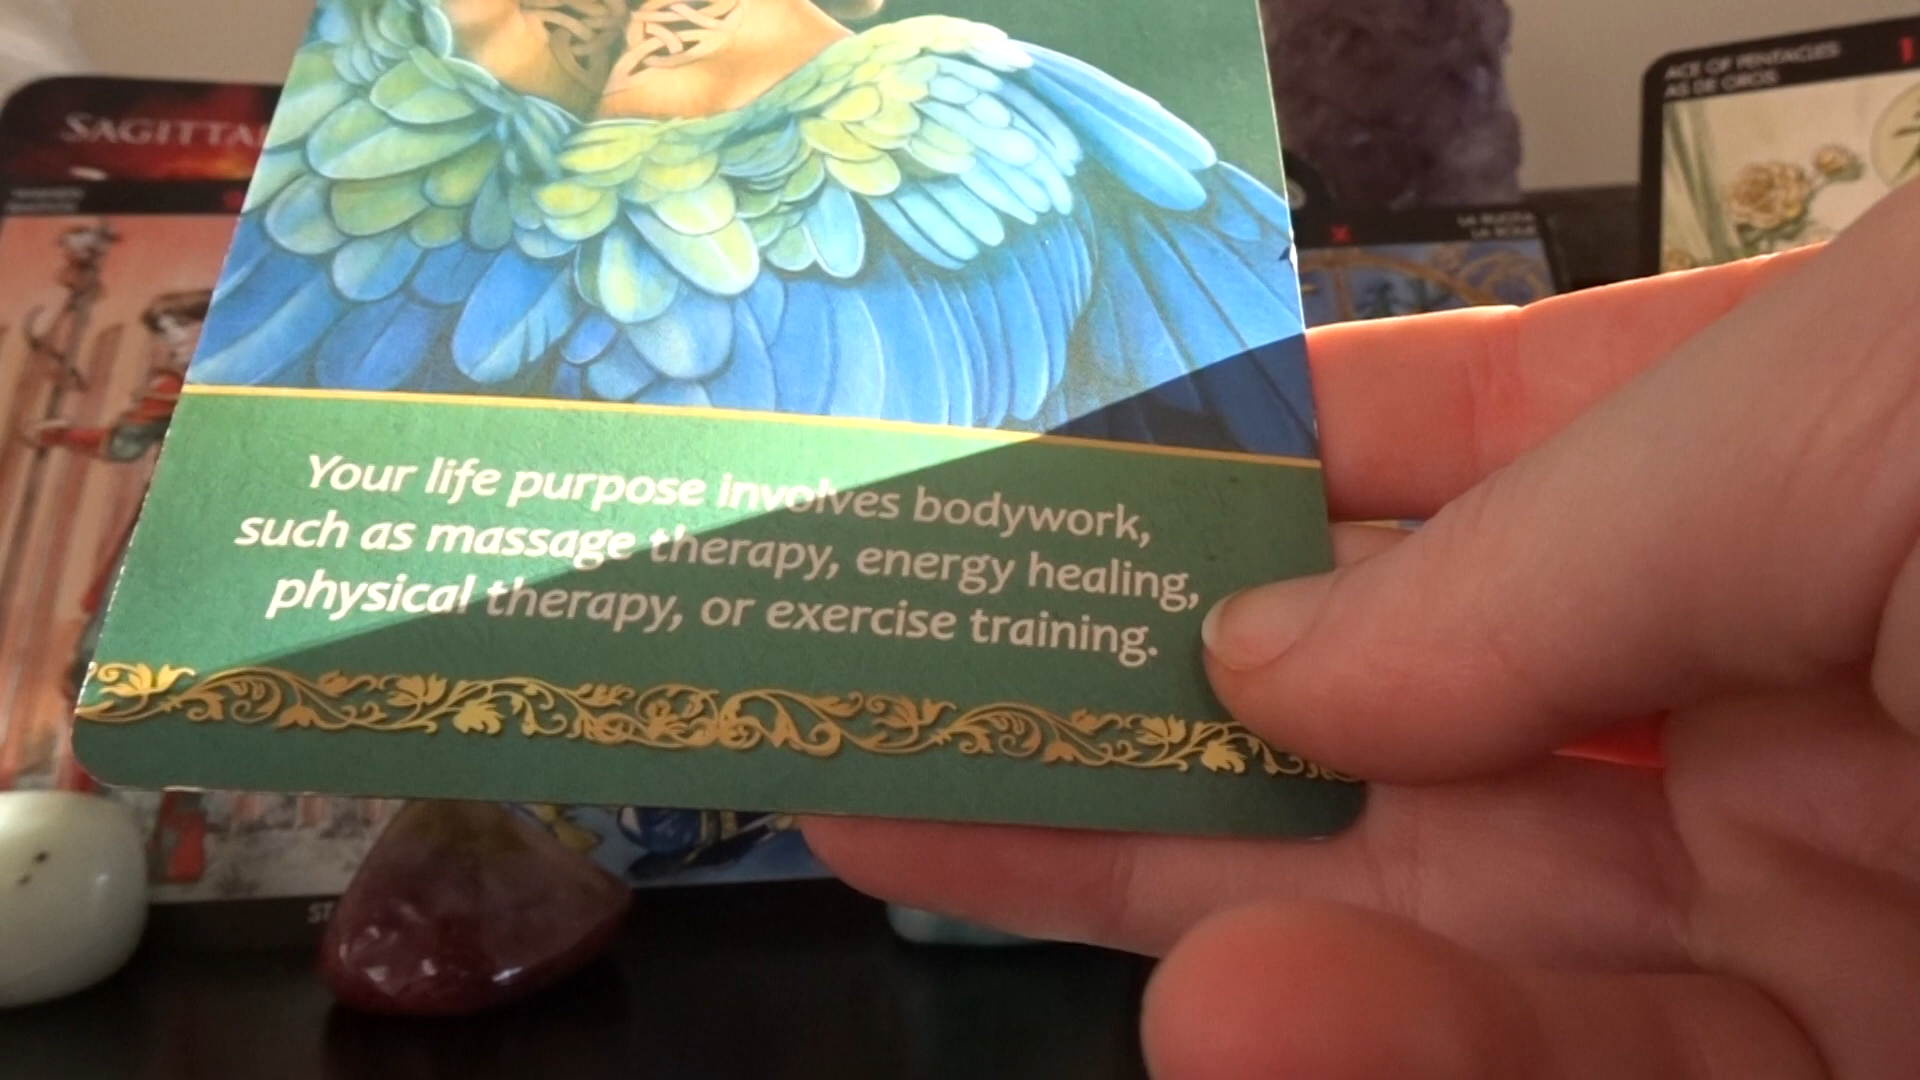 SAGITTA
ACE OF PENTACLES
AS DE OROS
Your life purpose involves bodywork,
such as massage therapy, energy healing,
physical therapy, or exercise training.